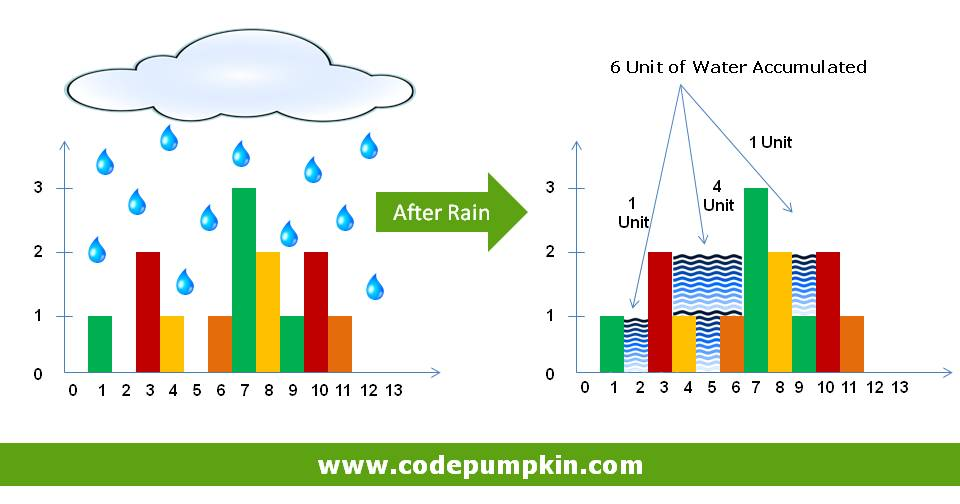 6 Unit of Water Accumulated
1 Unit
3
2
1
0
0 1 2 3 4 5 6 7 8 9 10 11 12 13
After Rain
4
Unit
1
Unit
3
2
1
0
0 1 2 3 4 5 6 7 8 9 10 11 12 13
www.codepumpkin.com